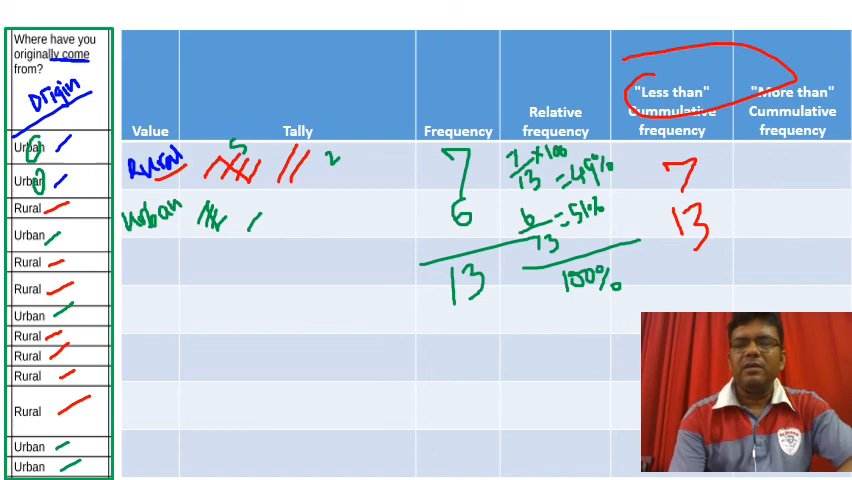 Where have you
originally come
from?
Origin
Urban
Urban
Rural
Urban
Rural
Rural
Urban
Rural
Rural
Rural
Rural
Urban
Urban
Value Tally Frequency Relative frequency "Less than" Cummulative frequency "More than" Cummulative frequency
Rural 5 2 7 7/13 × 100 = 49% 7
Urban 6 6/13 = 51% 13
13 100%